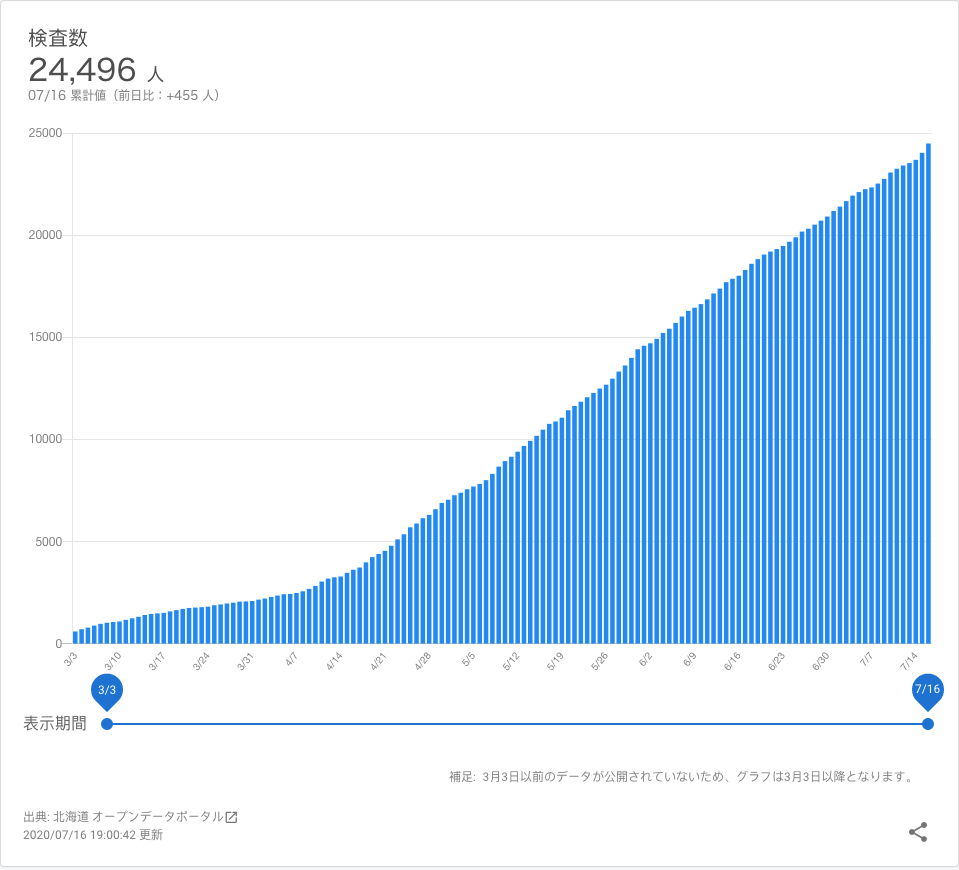 検査数
24,496 人
07/16 累計値（前日比：+455 人）
25000
20000
15000
10000
5000
0
3/3 3/10 3/17 3/24 3/31 4/7 4/14 4/21 4/28 5/5 5/12 5/19 5/26 6/2 6/9 6/16 6/23 6/30 7/7 7/14
3/3 7/16
表示期間
補足: 3月3日以前のデータが公開されていないため、グラフは3月3日以降となります。
出典: 北海道 オープンデータポータル
2020/07/16 19:00:42 更新